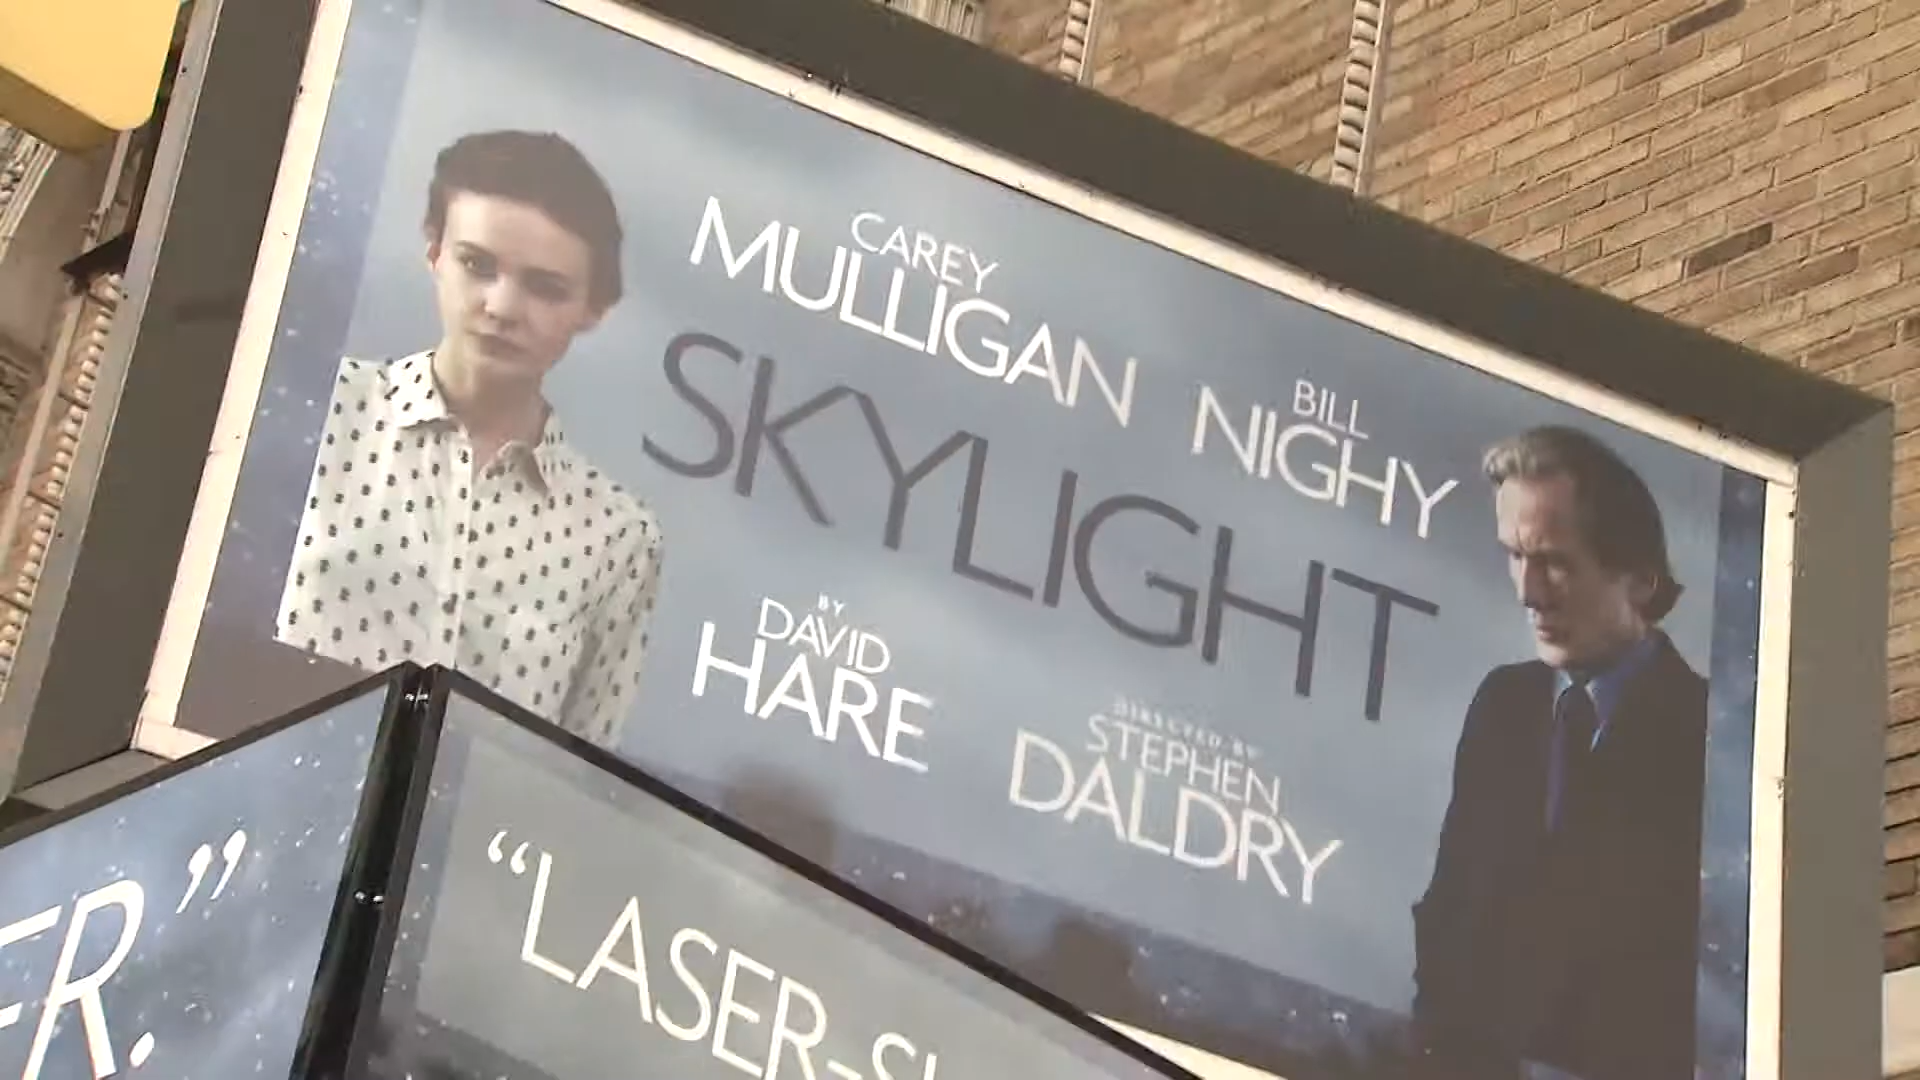 CAREY
MULLIGAN
BILL
NIGHY
SKYLIGHT
BY
DAVID
HARE
DIRECTED BY
STEPHEN
DALDRY
ER.”
“LASER-S